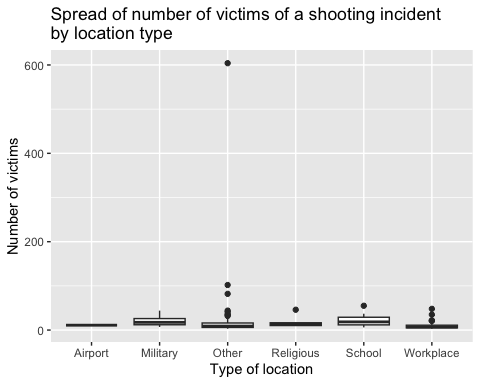 Spread of number of victims of a shooting incident
by location type
600
400
200
0
Number of victims
Airport Military Other Religious School Workplace
Type of location